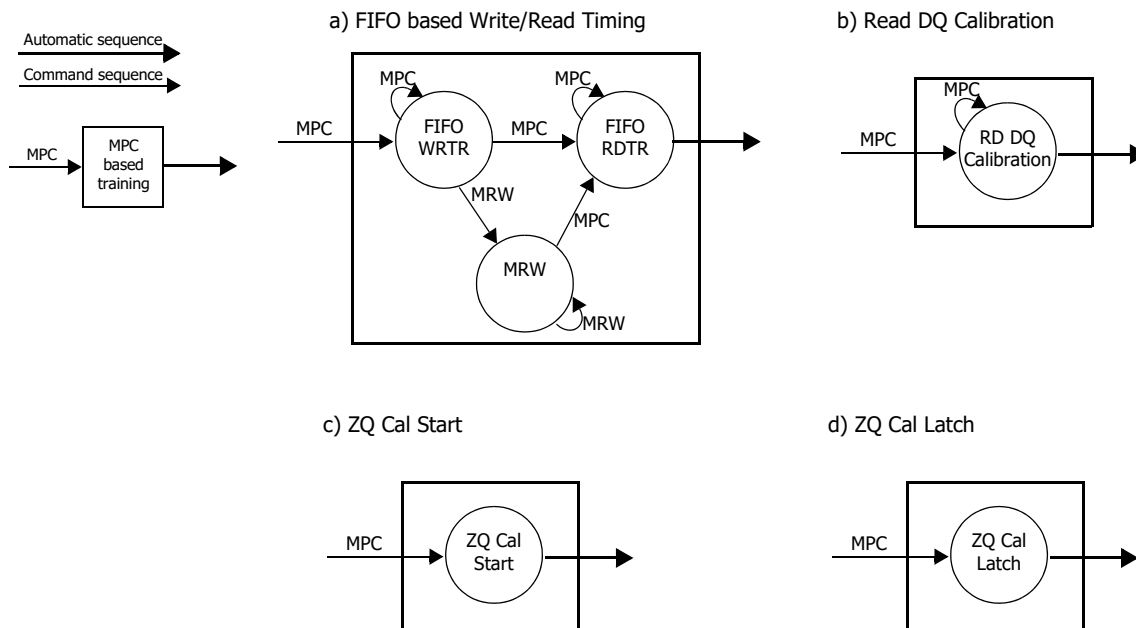 Automatic sequence
Command sequence
MPC
MPC
based
training
a) FIFO based Write/Read Timing
MPC
MPC
FIFO
WRTR
MPC
MPC
FIFO
RDTR
MRW
MPC
MRW
MRW
b) Read DQ Calibration
MPC
MPC
RD DQ
Calibration
c) ZQ Cal Start
MPC
ZQ Cal
Start
d) ZQ Cal Latch
MPC
ZQ Cal
Latch